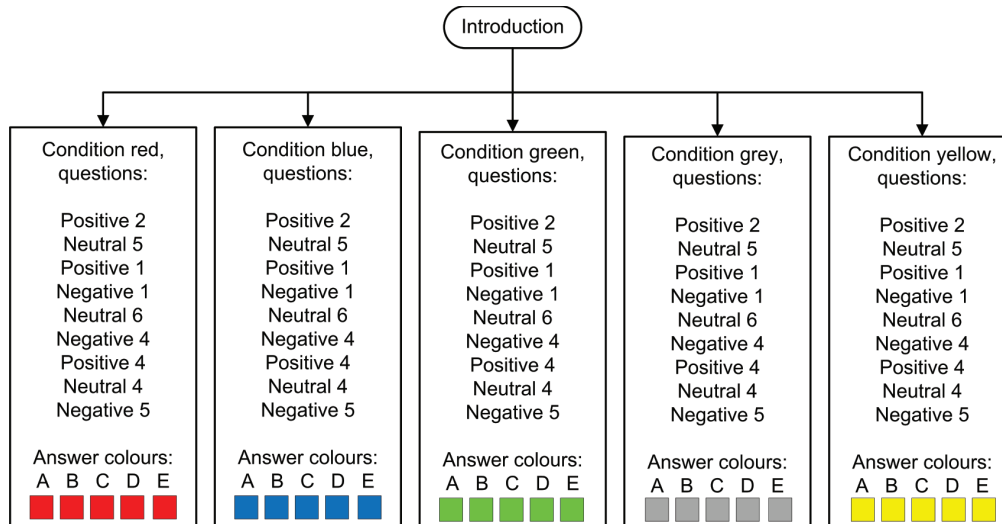 Introduction
Condition red,
questions:
Positive 2
Neutral 5
Positive 1
Negative 1
Neutral 6
Negative 4
Positive 4
Neutral 4
Negative 5
Answer colours:
A B C D E
Condition blue,
questions:
Positive 2
Neutral 5
Positive 1
Negative 1
Neutral 6
Negative 4
Positive 4
Neutral 4
Negative 5
Answer colours:
A B C D E
Condition green,
questions:
Positive 2
Neutral 5
Positive 1
Negative 1
Neutral 6
Negative 4
Positive 4
Neutral 4
Negative 5
Answer colours:
A B C D E
Condition grey,
questions:
Positive 2
Neutral 5
Positive 1
Negative 1
Neutral 6
Negative 4
Positive 4
Neutral 4
Negative 5
Answer colours:
A B C D E
Condition yellow,
questions:
Positive 2
Neutral 5
Positive 1
Negative 1
Neutral 6
Negative 4
Positive 4
Neutral 4
Negative 5
Answer colours:
A B C D E